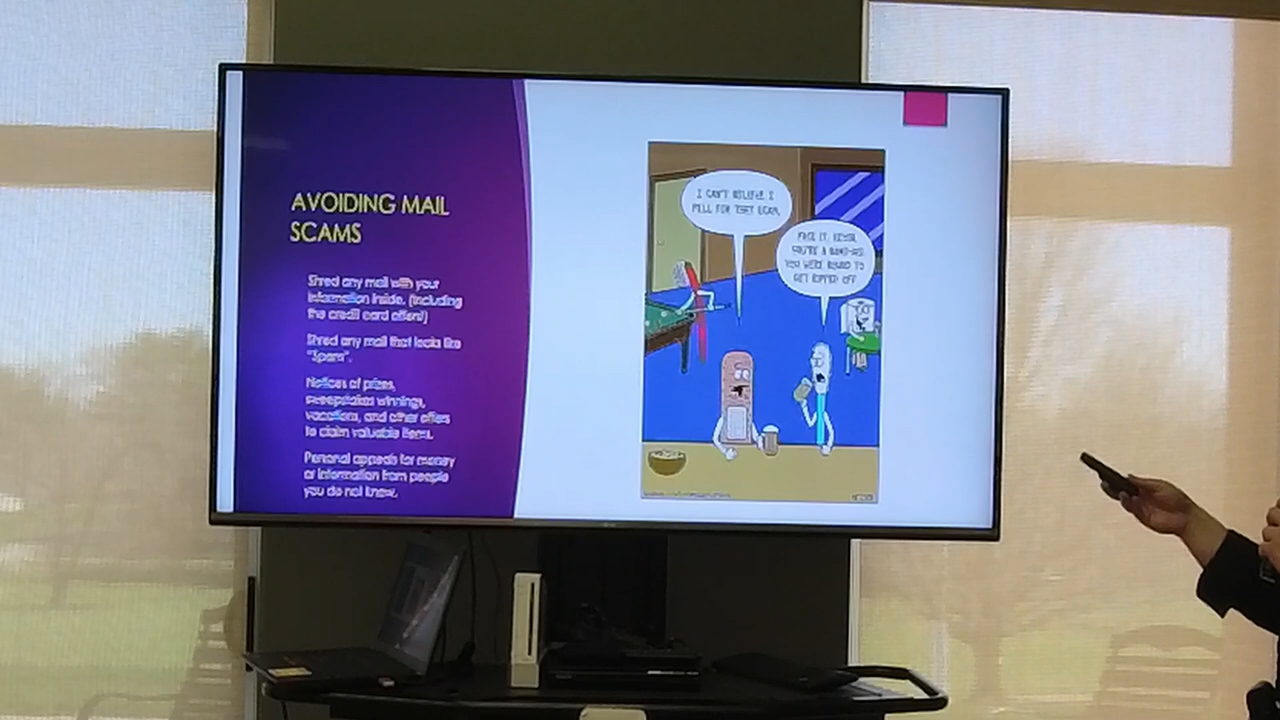 AVOIDING MAIL
SCAMS
Shred any mail with your
information inside. (Including
the credit card offers!)
Shred any mail that looks like
"Spam".
Notices of prizes,
sweepstakes winnings,
vacations, and other offers
to claim valuable items.
Personal appeals for money
or information from people
you do not know.
I CAN'T BELIEVE I
FELL FOR THAT SCAM.
FACE IT, KEVIN,
YOU'RE A BAND-AID.
YOU WERE BOUND TO
GET RIPPED OFF